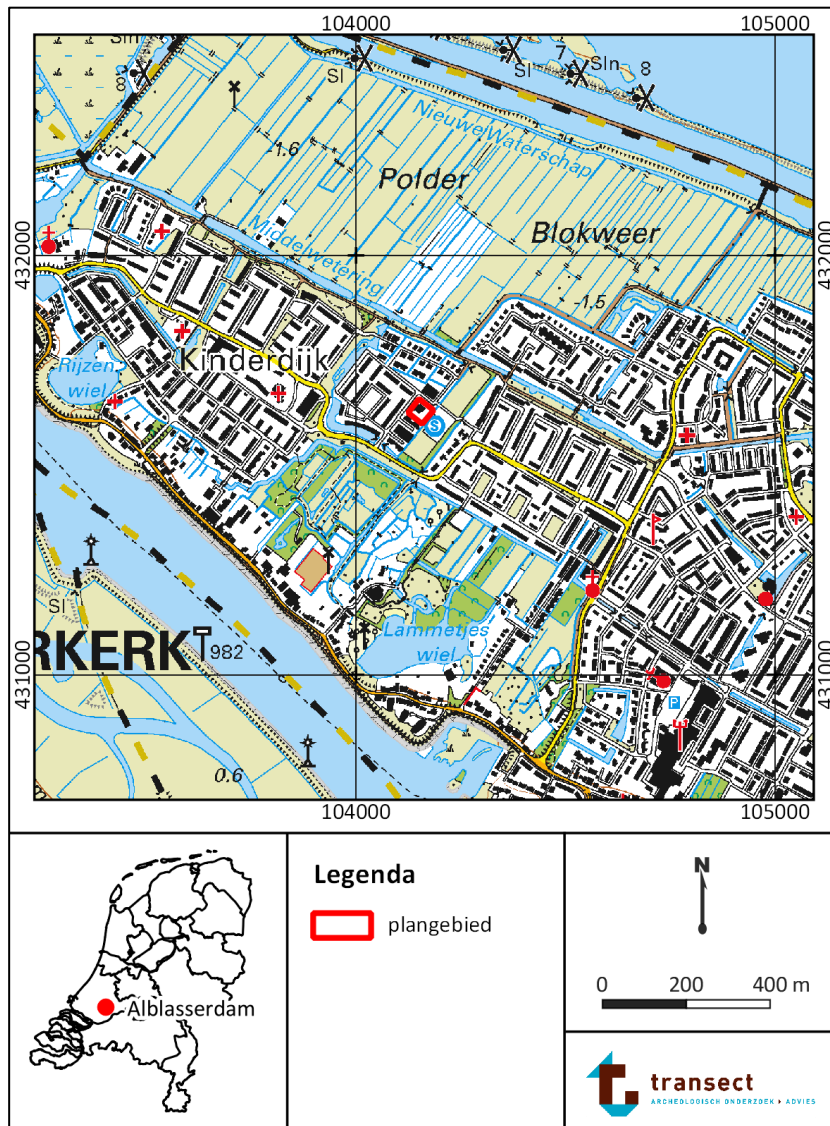 104000
105000
Sln
8
Sl
Sl
7
Sln
8
Nieuwe Waterschap
1.6
Polder
Blokweer
Middelwetering
432000
432000
-1.5
Kinderdijk
Rijzen
wiel
S
Sl
RKERK
982
Lammetjes
wiel
431000
431000
P
0.6
104000
105000
Alblasserdam
Legenda
plangebied
N
0
200
400 m
transect
ARCHEOLOGISCH ONDERZOEK ▸ ADVIES